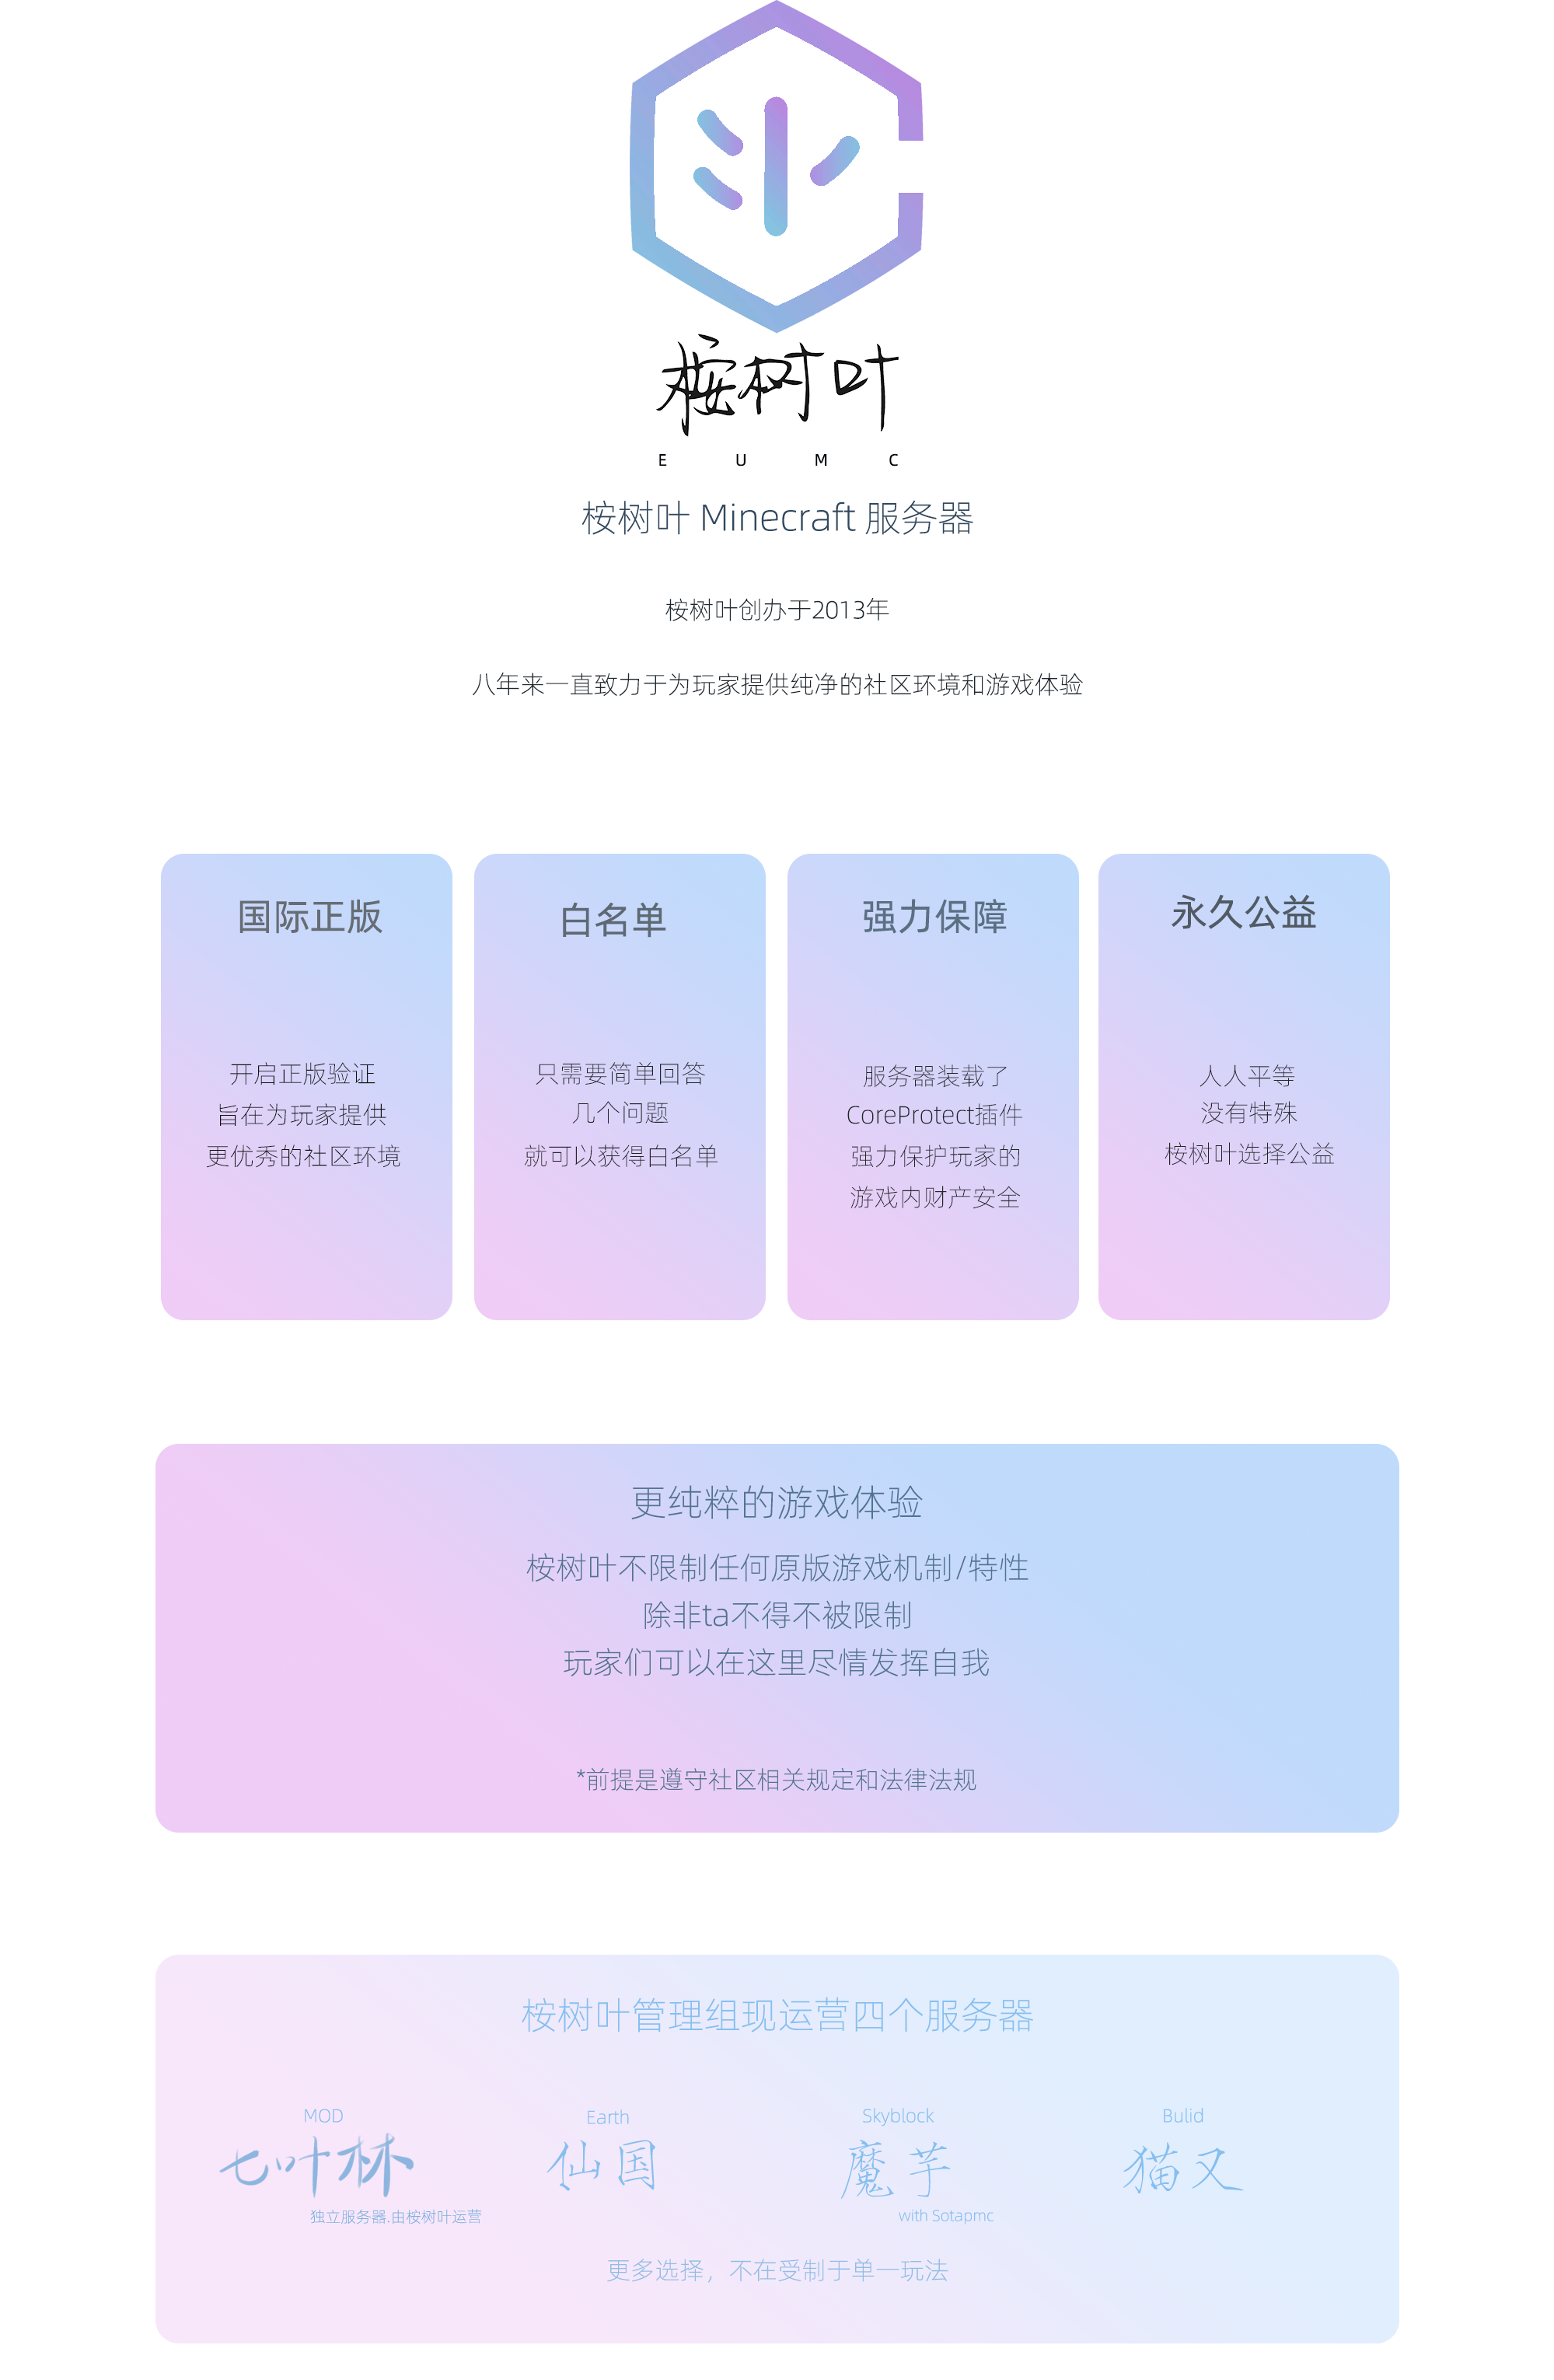 桉树叶
E U M C
桉树叶 Minecraft 服务器
桉树叶创办于2013年
八年来一直致力于为玩家提供纯净的社区环境和游戏体验
国际正版
开启正版验证
旨在为玩家提供
更优秀的社区环境
白名单
只需要简单回答
几个问题
就可以获得白名单
强力保障
服务器装载了
CoreProtect插件
强力保护玩家的
游戏内财产安全
永久公益
人人平等
没有特殊
桉树叶选择公益
更纯粹的游戏体验
桉树叶不限制任何原版游戏机制/特性
除非ta不得不被限制
玩家们可以在这里尽情发挥自我
*前提是遵守社区相关规定和法律法规
桉树叶管理组现运营四个服务器
MOD
七叶林
独立服务器.由桉树叶运营
Earth
仙国
Skyblock
魔芋
with Sotapmc
Bulid
猫又
更多选择，不在受制于单一玩法